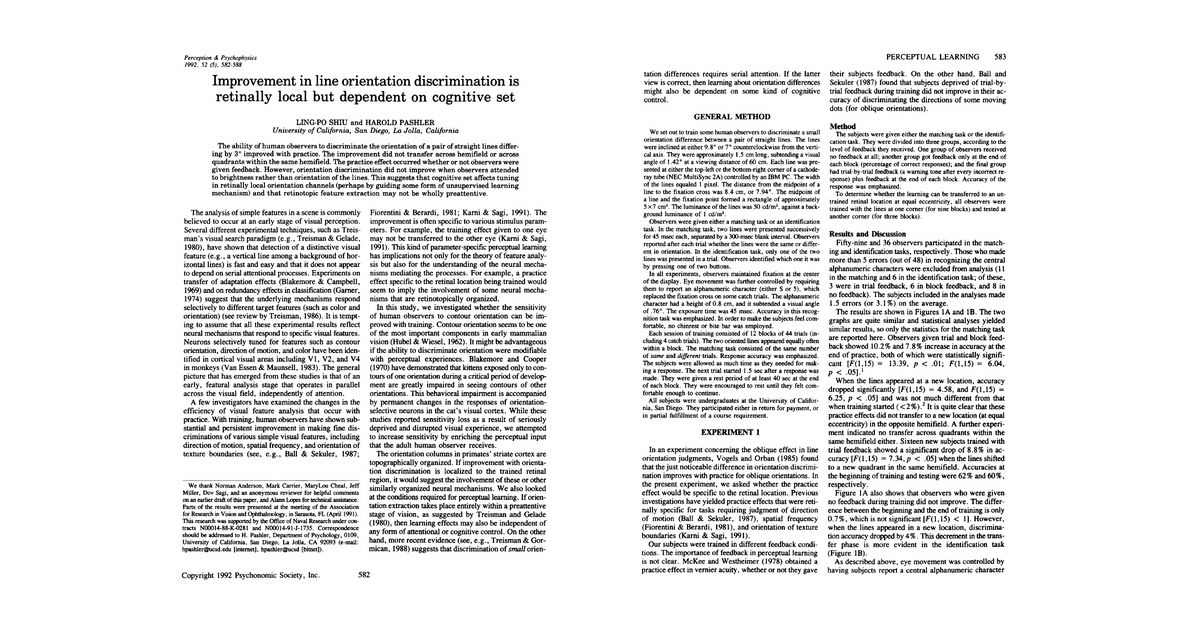 Perception & Psychophysics
1992, 52 (5), 582-588
Improvement in line orientation discrimination is
retinally local but dependent on cognitive set
LING-PO SHIU and HAROLD PASHLER
University of California, San Diego, La Jolla, California
The ability of human observers to discriminate the orientation of a pair of straight lines differ-
ing by 3° improved with practice. The improvement did not transfer across hemifield or across
quadrants within the same hemifield. The practice effect occurred whether or not observers were
given feedback. However, orientation discrimination did not improve when observers attended
to brightness rather than orientation of the lines. This suggests that cognitive set affects tuning
in retinally local orientation channels (perhaps by guiding some form of unsupervised learning
mechanism) and that retinotopic feature extraction may not be wholly preattentive.
The analysis of simple features in a scene is commonly
believed to occur at an early stage of visual perception.
Several different experimental techniques, such as Treis-
man's visual search paradigm (e.g., Treisman & Gelade,
1980), have shown that detection of a distinctive visual
feature (e.g., a vertical line among a background of hor-
izontal lines) is fast and easy and that it does not appear
to depend on serial attentional processes. Experiments on
transfer of adaptation effects (Blakemore & Campbell,
1969) and on redundancy effects in classification (Garner,
1974) suggest that the underlying mechanisms respond
selectively to different target features (such as color and
orientation) (see review by Treisman, 1986). It is tempt-
ing to assume that all these experimental results reflect
neural mechanisms that respond to specific visual features.
Neurons selectively tuned for features such as contour
orientation, direction of motion, and color have been iden-
tified in cortical visual areas including V1, V2, and V4
in monkeys (Van Essen & Maunsell, 1983). The general
picture that has emerged from these studies is that of an
early, featural analysis stage that operates in parallel
across the visual field, independently of attention.
A few investigators have examined the changes in the
efficiency of visual feature analysis that occur with
practice. With training, human observers have shown sub-
stantial and persistent improvement in making fine dis-
criminations of various simple visual features, including
direction of motion, spatial frequency, and orientation of
texture boundaries (see, e.g., Ball & Sekuler, 1987;
We thank Norman Anderson, Mark Carrier, MaryLou Cheal, Jeff
Miller, Dov Sagi, and an anonymous reviewer for helpful comments
on an earlier draft of this paper, and Alann Lopes for technical assistance.
Parts of the results were presented at the meeting of the Association
for Research in Vision and Ophthalmology, in Sarasota, FL (April 1991).
This research was supported by the Office of Naval Research under con-
tracts N00014-88-K-0281 and N00014-91-J-1735. Correspondence
should be addressed to H. Pashler, Department of Psychology, 0109,
University of California, San Diego, La Jolla, CA 92093 (e-mail:
hpashler@ucsd.edu [internet], hpashler@ucsd [bitnet]).
Fiorentini & Berardi, 1981; Karni & Sagi, 1991). The
improvement is often specific to various stimulus param-
eters. For example, the training effect given to one eye
may not be transferred to the other eye (Karni & Sagi,
1991). This kind of parameter-specific perceptual learning
has implications not only for the theory of feature analy-
sis but also for the understanding of the neural mecha-
nisms mediating the processes. For example, a practice
effect specific to the retinal location being trained would
seem to imply the involvement of some neural mecha-
nisms that are retinotopically organized.
In this study, we investigated whether the sensitivity
of human observers to contour orientation can be im-
proved with training. Contour orientation seems to be one
of the most important components in early mammalian
vision (Hubel & Wiesel, 1962). It might be advantageous
if the ability to discriminate orientation were modifiable
with perceptual experiences. Blakemore and Cooper
(1970) have demonstrated that kittens exposed only to con-
tours of one orientation during a critical period of develop-
ment are greatly impaired in seeing contours of other
orientations. This behavioral impairment is accompanied
by permanent changes in the responses of orientation-
selective neurons in the cat's visual cortex. While these
studies reported sensitivity loss as a result of seriously
deprived and disrupted visual experience, we attempted
to increase sensitivity by enriching the perceptual input
that the adult human observer receives.
The orientation columns in primates' striate cortex are
topographically organized. If improvement with orienta-
tion discrimination is localized to the trained retinal
region, it would suggest the involvement of these or other
similarly organized neural mechanisms. We also looked
at the conditions required for perceptual learning. If orien-
tation extraction takes place entirely within a preattentive
stage of vision, as suggested by Treisman and Gelade
(1980), then learning effects may also be independent of
any form of attentional or cognitive control. On the other
hand, more recent evidence (see, e.g., Treisman & Gor-
mican, 1988) suggests that discrimination of small orien-
Copyright 1992 Psychonomic Society, Inc.
582
PERCEPTUAL LEARNING 583
tation differences requires serial attention. If the latter
view is correct, then learning about orientation differences
might also be dependent on some kind of cognitive
control.
GENERAL METHOD
We set out to train some human observers to discriminate a small
orientation difference between a pair of straight lines. The lines
were inclined at either 9.8° or 7° counterclockwise from the verti-
cal axis. They were approximately 1.5 cm long, subtending a visual
angle of 1.42° at a viewing distance of 60 cm. Each line was pre-
sented at either the top-left or the bottom-right corner of a cathode-
ray tube (NEC MultiSync 2A) controlled by an IBM PC. The width
of the lines equaled 1 pixel. The distance from the midpoint of a
line to the fixation cross was 8.4 cm, or 7.94°. The midpoint of
a line and the fixation point formed a rectangle of approximately
5×7 cm². The luminance of the lines was 50 cd/m², against a back-
ground luminance of 1 cd/m².
Observers were given either a matching task or an identification
task. In the matching task, two lines were presented successively
for 45 msec each, separated by a 300-msec blank interval. Observers
reported after each trial whether the lines were the same or differ-
ent in orientation. In the identification task, only one of the two
lines was presented in a trial. Observers identified which one it was
by pressing one of two buttons.
In all experiments, observers maintained fixation at the center
of the display. Eye movement was further controlled by requiring
them to report an alphanumeric character (either S or 5), which
replaced the fixation cross on some catch trials. The alphanumeric
character had a height of 0.8 cm, and it subtended a visual angle
of .76°. The exposure time was 45 msec. Accuracy in this recog-
nition task was emphasized. In order to make the subjects feel com-
fortable, no chinrest or bite bar was employed.
Each session of training consisted of 12 blocks of 44 trials (in-
cluding 4 catch trials). The two oriented lines appeared equally often
within a block. The matching task consisted of the same number
of same and different trials. Response accuracy was emphasized.
The subjects were allowed as much time as they needed for mak-
ing a response. The next trial started 1.5 sec after a response was
made. They were given a rest period of at least 40 sec at the end
of each block. They were encouraged to rest until they felt com-
fortable enough to continue.
All subjects were undergraduates at the University of Califor-
nia, San Diego. They participated either in return for payment, or
in partial fulfillment of a course requirement.
EXPERIMENT 1
In an experiment concerning the oblique effect in line
orientation judgments, Vogels and Orban (1985) found
that the just noticeable difference in orientation discrimi-
nation improves with practice for oblique orientations. In
the present experiment, we asked whether the practice
effect would be specific to the retinal location. Previous
investigations have yielded practice effects that were reti-
nally specific for tasks requiring judgment of direction
of motion (Ball & Sekuler, 1987), spatial frequency
(Fiorentini & Berardi, 1981), and orientation of texture
boundaries (Karni & Sagi, 1991).
Our subjects were trained in different feedback condi-
tions. The importance of feedback in perceptual learning
is not clear. McKee and Westheimer (1978) obtained a
practice effect in vernier acuity, whether or not they gave
their subjects feedback. On the other hand, Ball and
Sekuler (1987) found that subjects deprived of trial-by-
trial feedback during training did not improve in their ac-
curacy of discriminating the directions of some moving
dots (for oblique orientations).
Method
The subjects were given either the matching task or the identifi-
cation task. They were divided into three groups, according to the
level of feedback they received. One group of observers received
no feedback at all; another group got feedback only at the end of
each block (percentage of correct responses); and the final group
had trial-by-trial feedback (a warning tone after every incorrect re-
sponse) plus feedback at the end of each block. Accuracy of the
response was emphasized.
To determine whether the learning can be transferred to an un-
trained retinal location at equal eccentricity, all observers were
trained with the lines at one corner (for nine blocks) and tested at
another corner (for three blocks).
Results and Discussion
Fifty-nine and 36 observers participated in the match-
ing and identification tasks, respectively. Those who made
more than 5 errors (out of 48) in recognizing the central
alphanumeric characters were excluded from analysis (11
in the matching and 6 in the identification task; of these,
3 were in trial feedback, 6 in block feedback, and 8 in
no feedback). The subjects included in the analyses made
1.5 errors (or 3.1%) on the average.
The results are shown in Figures 1A and 1B. The two
graphs are quite similar and statistical analyses yielded
similar results, so only the statistics for the matching task
are reported here. Observers given trial and block feed-
back showed 10.2% and 7.8% increase in accuracy at the
end of practice, both of which were statistically signifi-
cant [F(1,15) = 13.39, p < .01; F(1,15) = 6.04,
p < .05].¹
When the lines appeared at a new location, accuracy
dropped significantly [F(1,15) = 4.58, and F(1,15) =
6.25, p < .05] and was not much different from that
when training started (<2%).² It is quite clear that these
practice effects did not transfer to a new location (at equal
eccentricity) in the opposite hemifield. A further experi-
ment indicated no transfer across quadrants within the
same hemifield either. Sixteen new subjects trained with
trial feedback showed a significant drop of 8.8% in ac-
curacy [F(1,15) = 7.34, p < .05] when the lines shifted
to a new quadrant in the same hemifield. Accuracies at
the beginning of training and testing were 62% and 60%,
respectively.
Figure 1A also shows that observers who were given
no feedback during training did not improve. The differ-
ence between the beginning and the end of training is only
0.7%, which is not significant [F(1,15) < 1]. However,
when the lines appeared in a new location, discrimina-
tion accuracy dropped by 4%. This decrement in the trans-
fer phase is more evident in the identification task
(Figure 1B).
As described above, eye movement was controlled by
having subjects report a central alphanumeric character